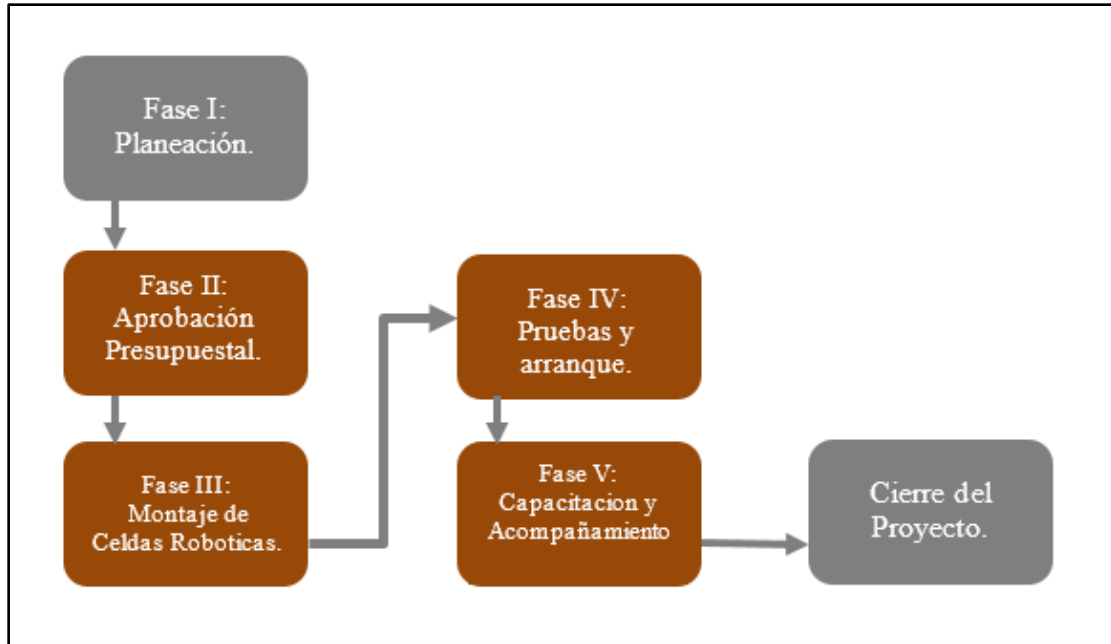 Fase I:
Planeación.
Fase II:
Aprobación
Presupuestal.
Fase III:
Montaje de
Celdas Roboticas.
Fase IV:
Pruebas y
arranque.
Fase V:
Capacitacion y
Acompañamiento
Cierre del
Proyecto.